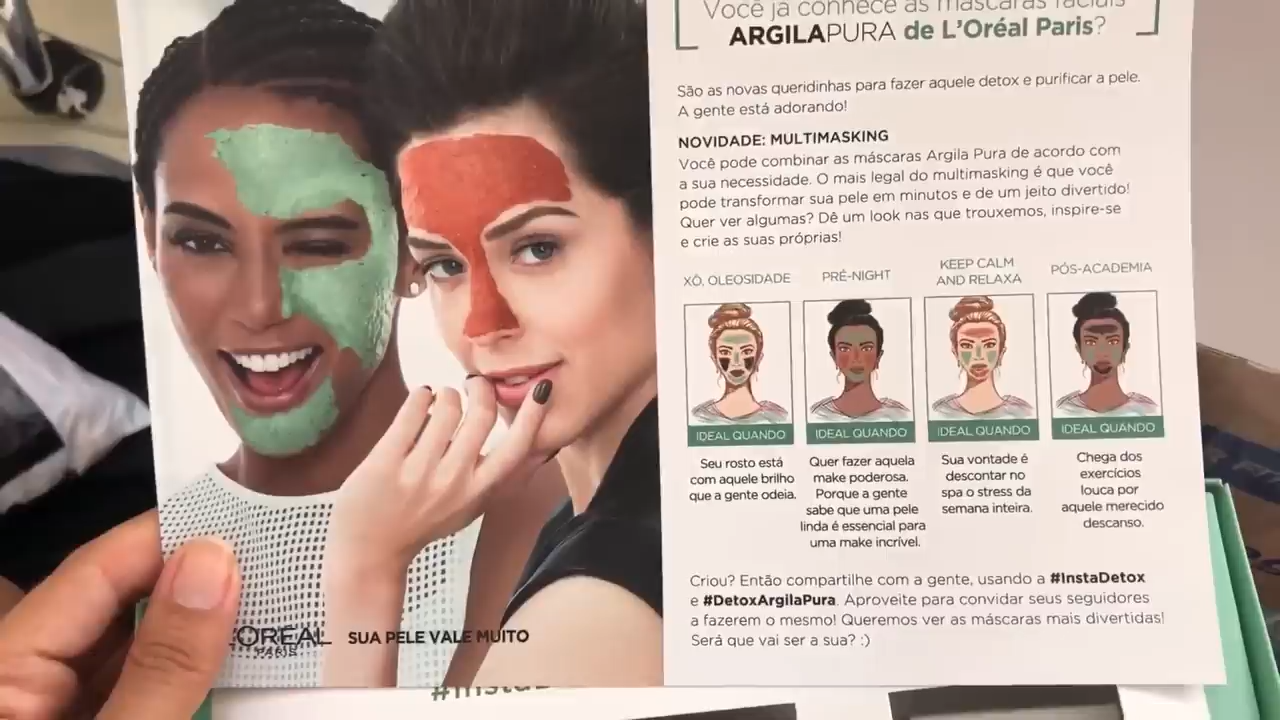 Você já conhece as máscaras faciais
ARGILAPURA de L'Oréal Paris?
São as novas queridinhas para fazer aquele detox e purificar a pele.
A gente está adorando!
NOVIDADE: MULTIMASKING
Você pode combinar as máscaras Argila Pura de acordo com
a sua necessidade. O mais legal do multimasking é que você
pode transformar sua pele em minutos e de um jeito divertido!
Quer ver algumas? Dê um look nas que trouxemos, inspire-se
e crie as suas próprias!
XÔ, OLEOSIDADE
IDEAL QUANDO
Seu rosto está
com aquele brilho
que a gente odeia.
PRÉ-NIGHT
IDEAL QUANDO
Quer fazer aquela
make poderosa.
Porque a gente
sabe que uma pele
linda é essencial para
uma make incrível.
KEEP CALM
AND RELAXA
IDEAL QUANDO
Sua vontade é
descontar no
spa o stress da
semana inteira.
PÓS-ACADEMIA
IDEAL QUANDO
Chega dos
exercícios
louca por
aquele merecido
descanso.
Criou? Então compartilhe com a gente, usando a #InstaDetox
e #DetoxArgilaPura. Aproveite para convidar seus seguidores
a fazerem o mesmo! Queremos ver as máscaras mais divertidas!
Será que vai ser a sua? :)
ORÉAL
PARIS
SUA PELE VALE MUITO